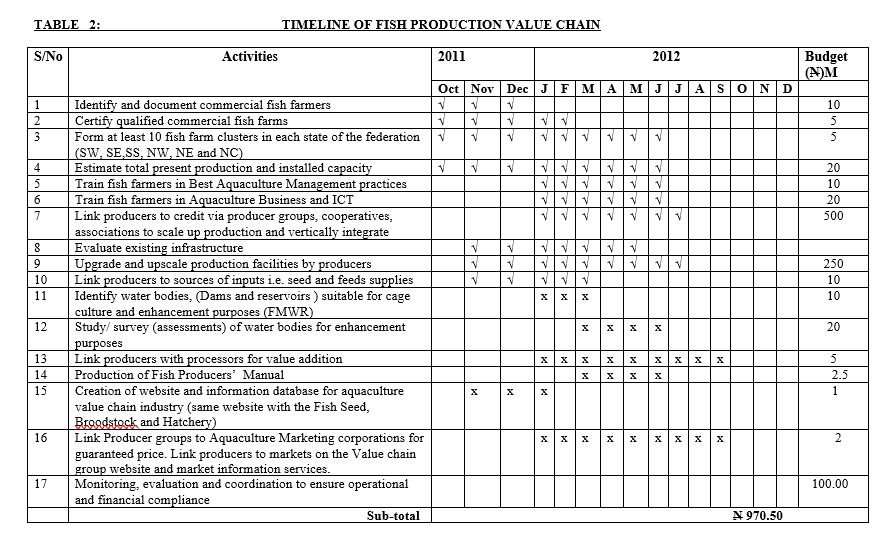 TABLE 2: TIMELINE OF FISH PRODUCTION VALUE CHAIN
S/No Activities 2011 2012 Budget
(₦)M
Oct Nov Dec J F M A M J J A S O N D
1 Identify and document commercial fish farmers √ √ √ 10
2 Certify qualified commercial fish farms √ √ √ √ √ 5
3 Form at least 10 fish farm clusters in each state of the federation √ √ √ √ √ √ √ √ √ 5
(SW, SE,SS, NW, NE and NC)
4 Estimate total present production and installed capacity √ √ √ √ √ √ √ √ √ 20
5 Train fish farmers in Best Aquaculture Management practices √ √ √ √ √ √ 10
6 Train fish farmers in Aquaculture Business and ICT √ √ √ √ √ √ 20
7 Link producers to credit via producer groups, cooperatives, √ √ √ √ √ √ √ 500
associations to scale up production and vertically integrate
8 Evaluate existing infrastructure √ √ √ √ √ √ √
9 Upgrade and upscale production facilities by producers √ √ √ √ √ √ √ √ √ 250
10 Link producers to sources of inputs i.e. seed and feeds supplies √ √ √ √ √ 10
11 Identify water bodies, (Dams and reservoirs ) suitable for cage x x x 10
culture and enhancement purposes (FMWR)
12 Study/ survey (assessments) of water bodies for enhancement x x x x 20
purposes
13 Link producers with processors for value addition x x x x x x x x x 5
14 Production of Fish Producers’ Manual x x x x 2.5
15 Creation of website and information database for aquaculture x x x 1
value chain industry (same website with the Fish Seed,
Broodstock and Hatchery)
16 Link Producer groups to Aquaculture Marketing corporations for x x x x x x x x x 2
guaranteed price. Link producers to markets on the Value chain
group website and market information services.
17 Monitoring, evaluation and coordination to ensure operational 100.00
and financial compliance
Sub-total ₦ 970.50